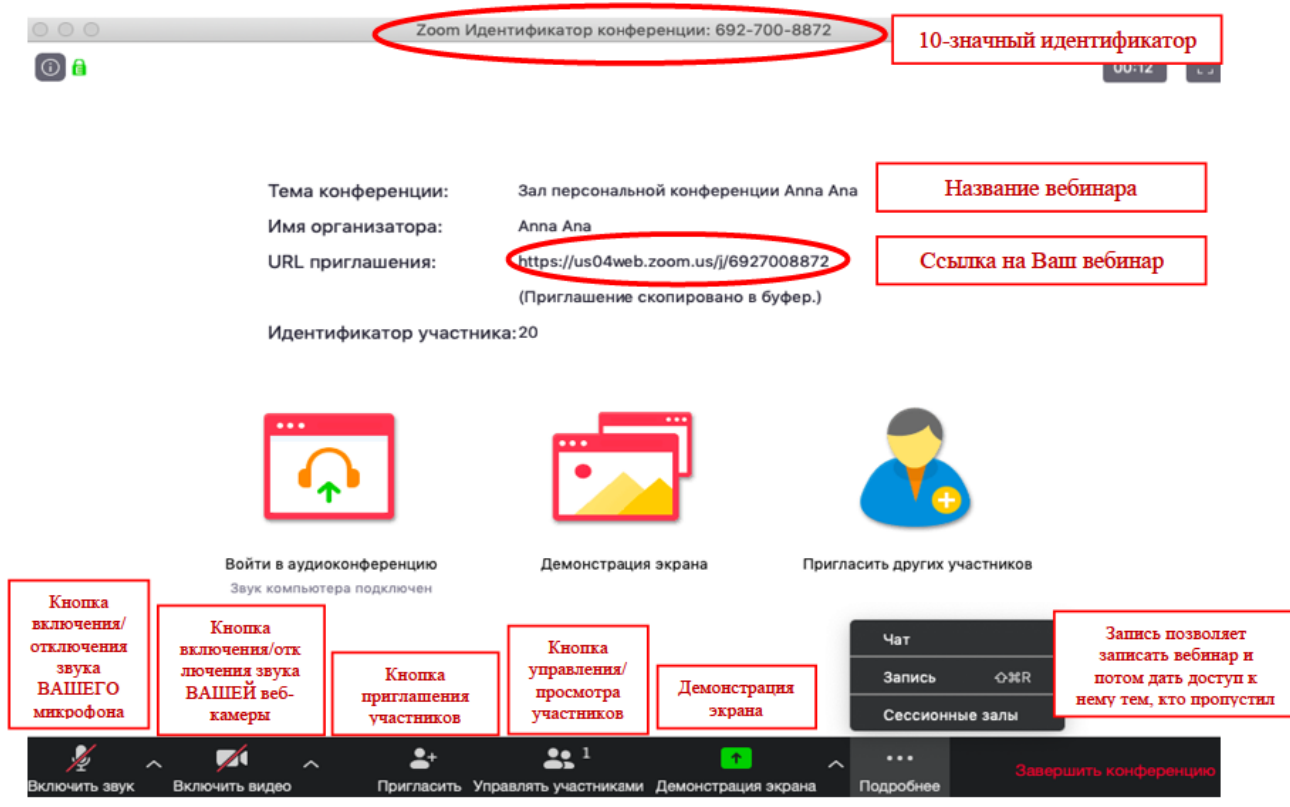 Zoom Идентификатор конференции: 692-700-8872
10-значный идентификатор
00:12
Тема конференции:
Зал персональной конференции Anna Ana
Название вебинара
Имя организатора:
Anna Ana
URL приглашения:
https://us04web.zoom.us/j/6927008872
Ссылка на Ваш вебинар
(Приглашение скопировано в буфер.)
Идентификатор участника:
20
Войти в аудиоконференцию
Звук компьютера подключен
Демонстрация экрана
Пригласить других участников
Кнопка
включения/
отключения
звука
ВАШЕГО
микрофона
Кнопка
включения/отк
лючения звука
ВАШЕЙ веб-
камеры
Кнопка
приглашения
участников
Кнопка
управления/
просмотра
участников
Демонстрация
экрана
Чат
Запись ⇧⌘R
Сессионные залы
Запись позволяет
записать вебинар и
потом дать доступ к
нему тем, кто пропустил
Включить звук
Включить видео
Пригласить
1
Управлять участниками
Демонстрация экрана
Подробнее
Завершить конференцию